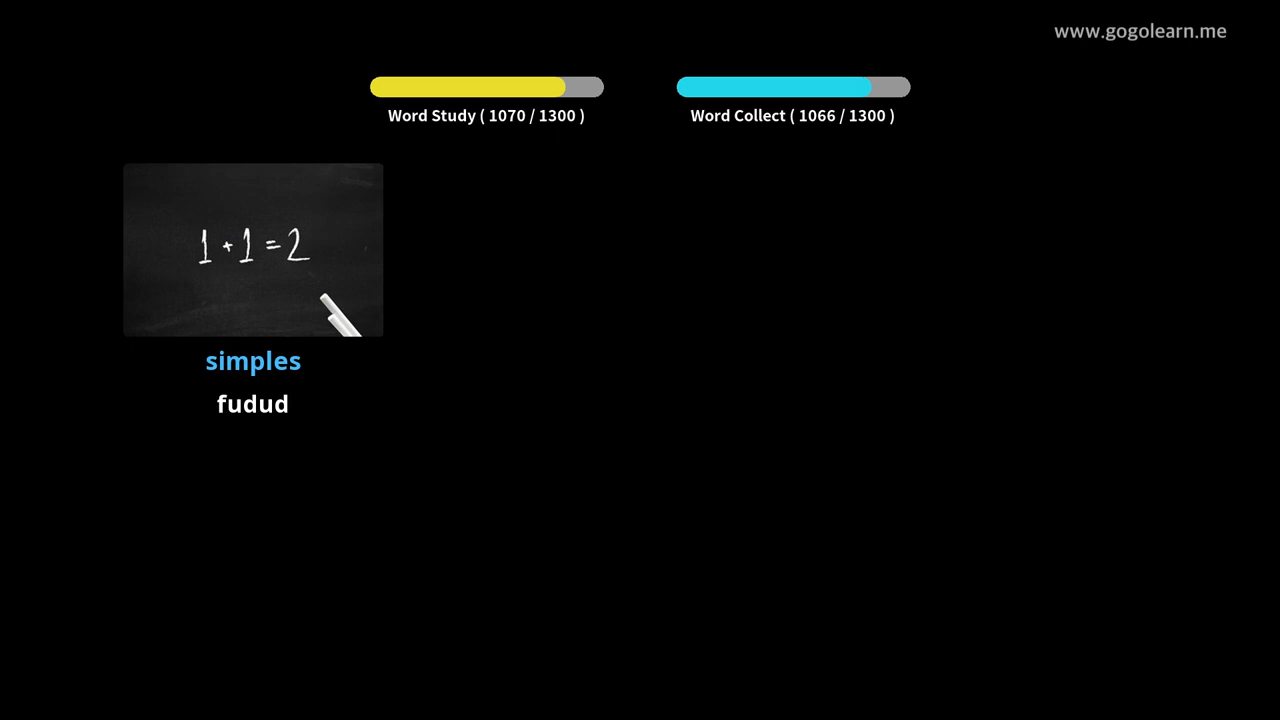 www.gogolearn.me
Word Study ( 1070 / 1300 )
Word Collect ( 1066 / 1300 )
1+1=2
simples
fudud